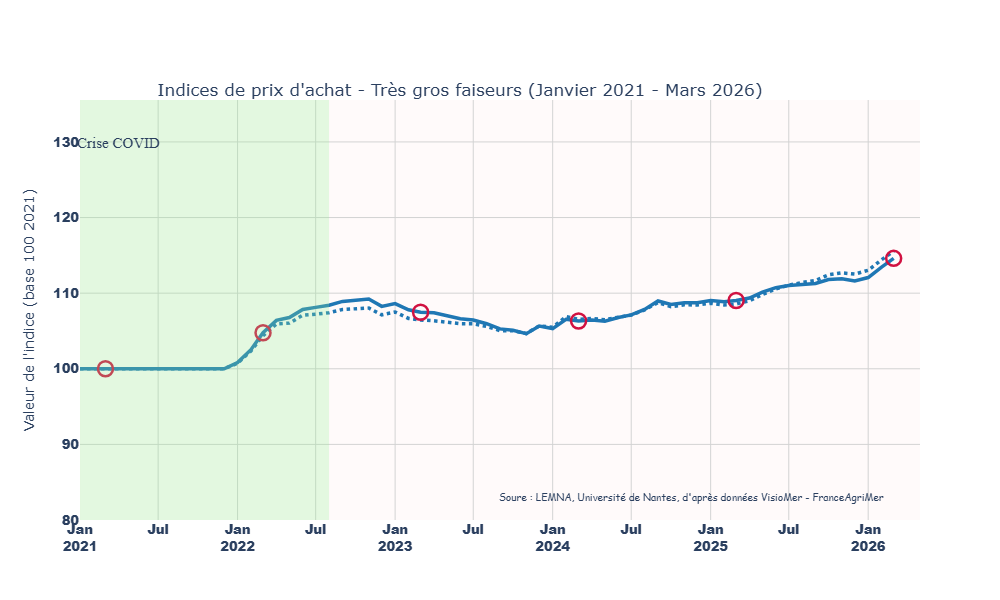 Indices de prix d'achat - Très gros faiseurs (Janvier 2021 - Mars 2026)
Valeur de l'indice (base 100 2021)
130
Crise COVID
120
110
100
90
80
Soure : LEMNA, Université de Nantes, d'après données VisioMer - FranceAgriMer
Jan Jul Jan Jul Jan Jul Jan Jul Jan Jul Jan
2021 2022 2023 2024 2025 2026